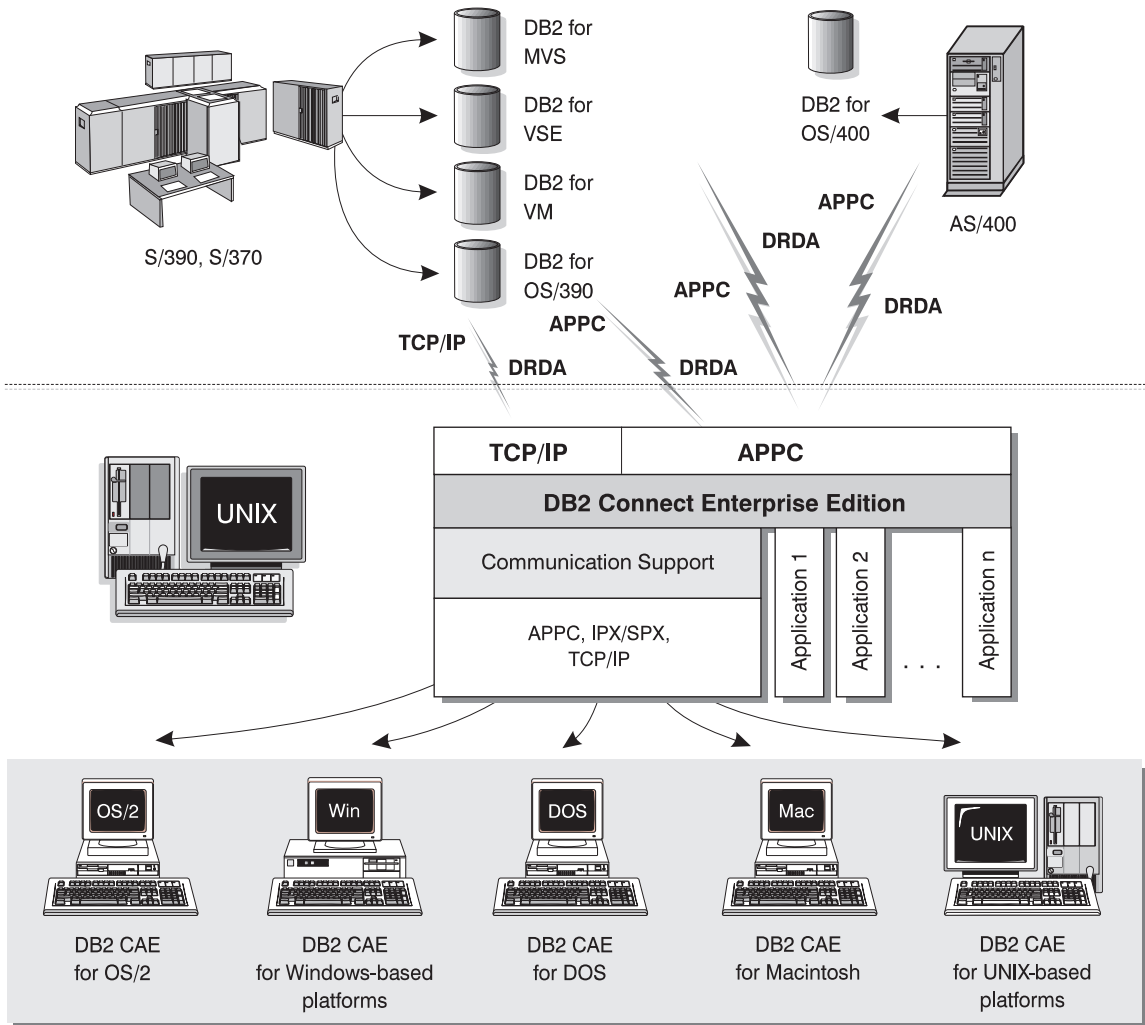 DB2 for
MVS
DB2 for
VSE
DB2 for
VM
DB2 for
OS/390
S/390, S/370
DB2 for
OS/400
AS/400
APPC
DRDA
APPC
DRDA
APPC
TCP/IP
DRDA
DRDA
UNIX
TCP/IP
APPC
DB2 Connect Enterprise Edition
Communication Support
APPC, IPX/SPX,
TCP/IP
Application 1
Application 2
. . .
Application n
OS/2
Win
DOS
Mac
UNIX
DB2 CAE
for OS/2
DB2 CAE
for Windows-based
platforms
DB2 CAE
for DOS
DB2 CAE
for Macintosh
DB2 CAE
for UNIX-based
platforms